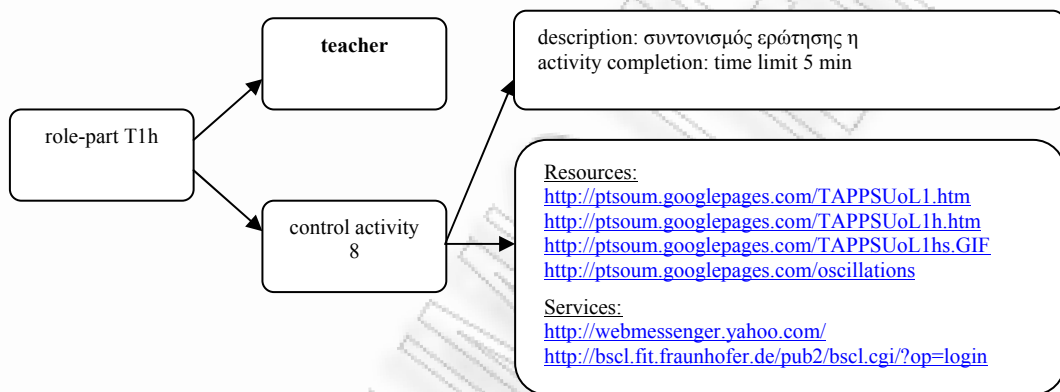 teacher
description: συντονισμός ερώτησης η
activity completion: time limit 5 min
role-part T1h
control activity
8
Resources:
http://ptsoum.googlepages.com/TAPPSUoL1.htm
http://ptsoum.googlepages.com/TAPPSUoL1h.htm
http://ptsoum.googlepages.com/TAPPSUoL1hs.GIF
http://ptsoum.googlepages.com/oscillations
Services:
http://webmessenger.yahoo.com/
http://bscl.fit.fraunhofer.de/pub2/bscl.cgi/?op=login